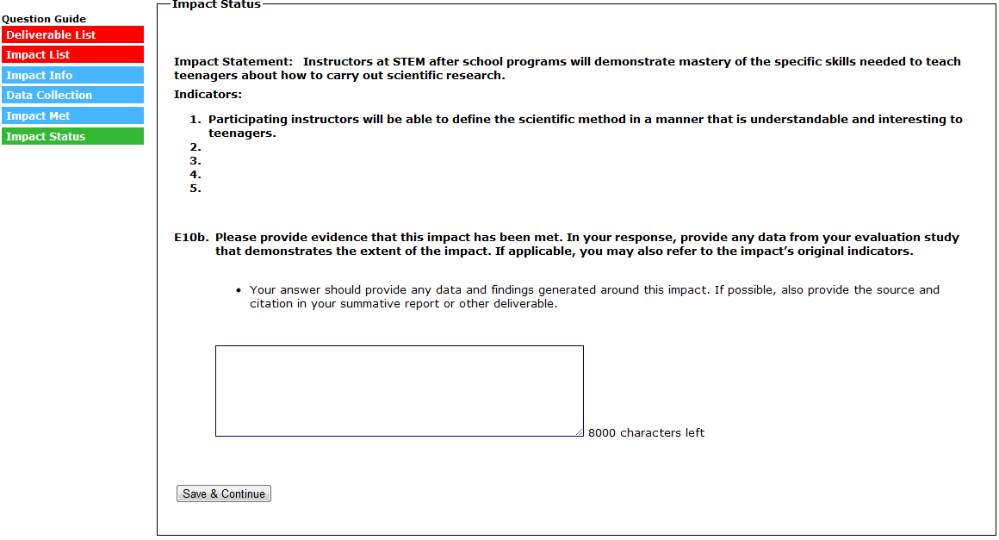 Impact Status
Question Guide
Deliverable List
Impact List
Impact Info
Data Collection
Impact Met
Impact Status
Impact Statement:   Instructors at STEM after school programs will demonstrate mastery of the specific skills needed to teach
teenagers about how to carry out scientific research.
Indicators:
1. Participating instructors will be able to define the scientific method in a manner that is understandable and interesting to
teenagers.
2.
3.
4.
5.
E10b. Please provide evidence that this impact has been met. In your response, provide any data from your evaluation study
that demonstrates the extent of the impact. If applicable, you may also refer to the impact’s original indicators.
• Your answer should provide any data and findings generated around this impact. If possible, also provide the source and
citation in your summative report or other deliverable.
8000 characters left
Save & Continue